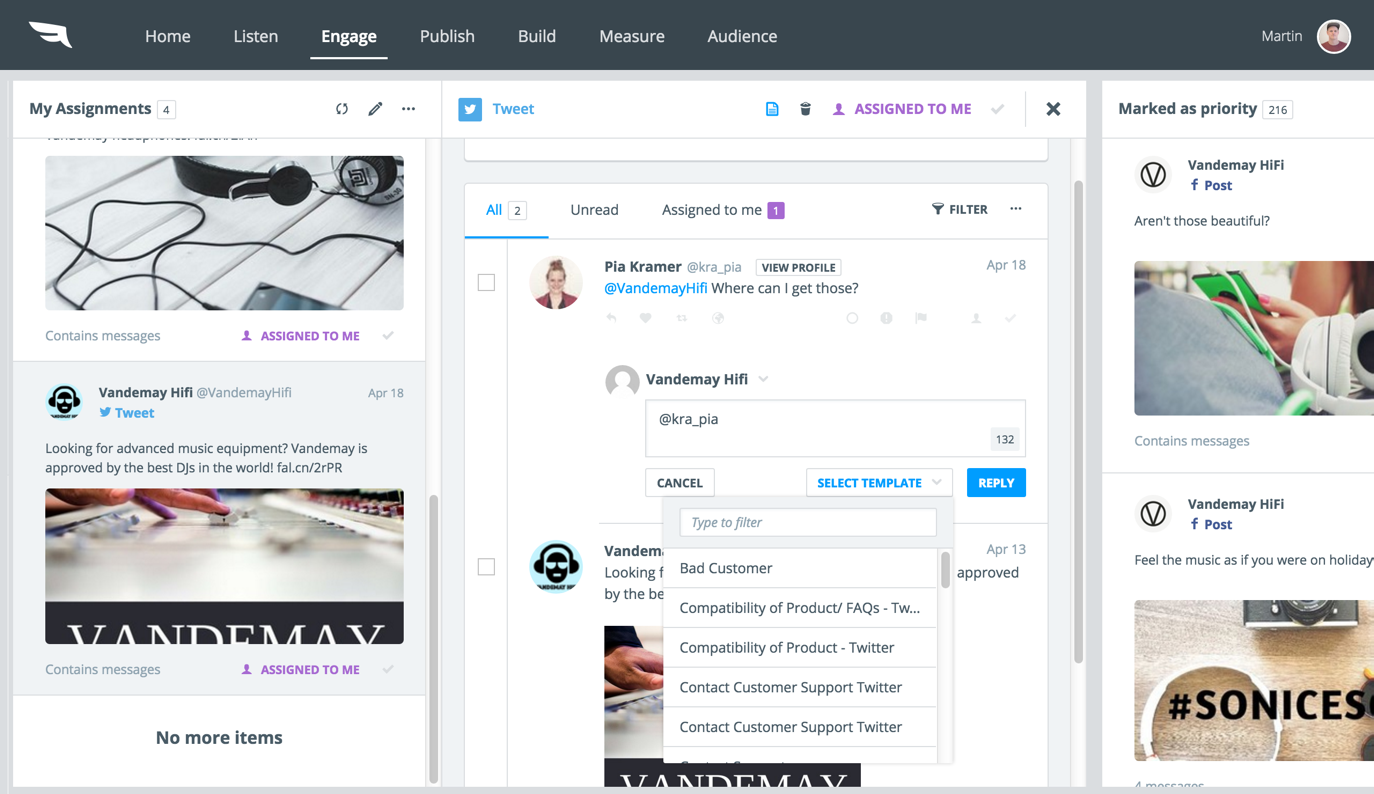 Home Listen Engage Publish Build Measure Audience Martin
My Assignments 4
Contains messages ASSIGNED TO ME
Vandemay Hifi @VandemayHifi Apr 18
Tweet
Looking for advanced music equipment? Vandemay is
approved by the best DJs in the world! fal.cn/2rPR
VANDEMAY
Contains messages ASSIGNED TO ME
No more items
Tweet ASSIGNED TO ME
All 2 Unread Assigned to me 1 FILTER
Pia Kramer @kra_pia VIEW PROFILE Apr 18
@VandemayHifi Where can I get those?
Vandemay Hifi
@kra_pia
132
CANCEL SELECT TEMPLATE REPLY
Type to filter
Bad Customer
Compatibility of Product/ FAQs - Tw...
Compatibility of Product - Twitter
Contact Customer Support Twitter
Contact Customer Support Twitter
Apr 13
Looking approved
by the be
VANDEMAY
Marked as priority 216
Vandemay HiFi
Post
Aren't those beautiful?
Contains messages
Vandemay HiFi
Post
Feel the music as if you were on holiday
#SONICES
4 messages